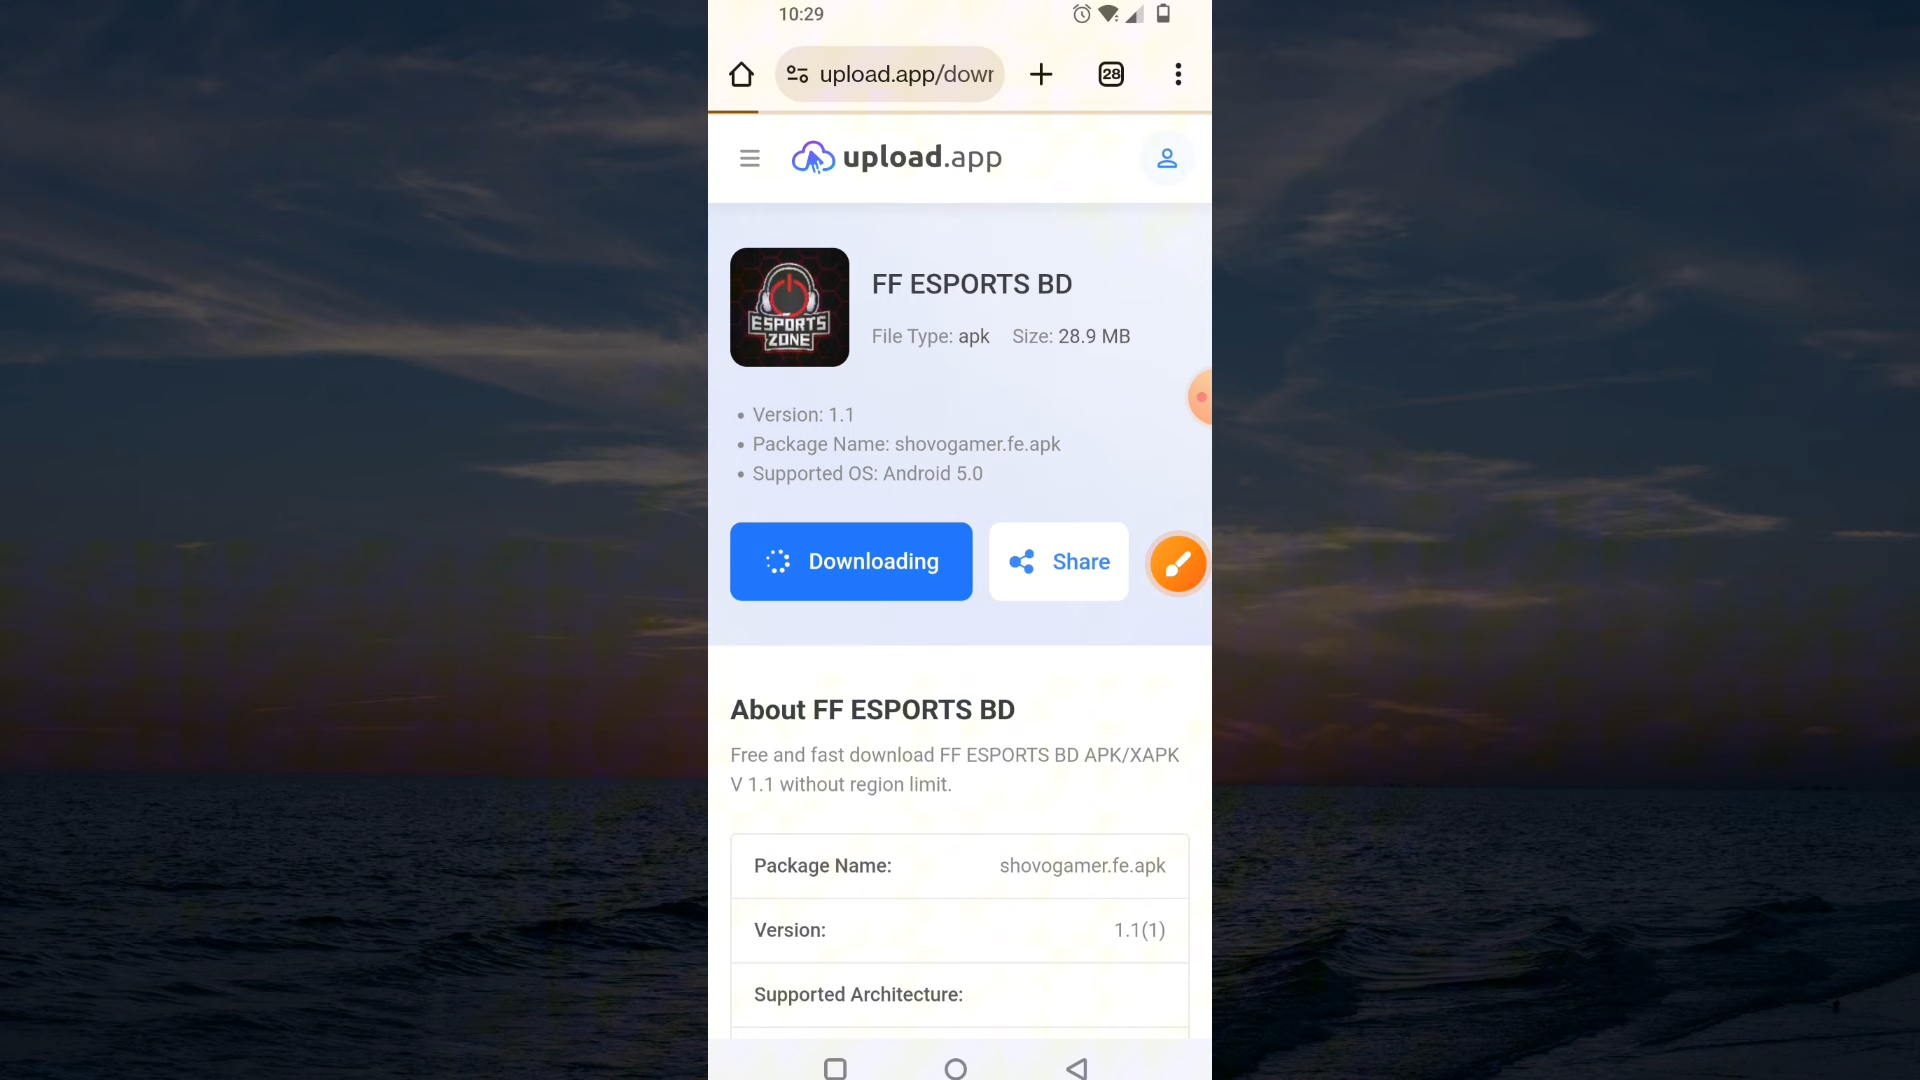 10:29
upload.app/dowr
28
upload.app
ESPORTS
ZONE
FF ESPORTS BD
File Type: apk Size: 28.9 MB
Version: 1.1
Package Name: shovogamer.fe.apk
Supported OS: Android 5.0
Downloading
Share
About FF ESPORTS BD
Free and fast download FF ESPORTS BD APK/XAPK
V 1.1 without region limit.
Package Name: shovogamer.fe.apk
Version: 1.1(1)
Supported Architecture: